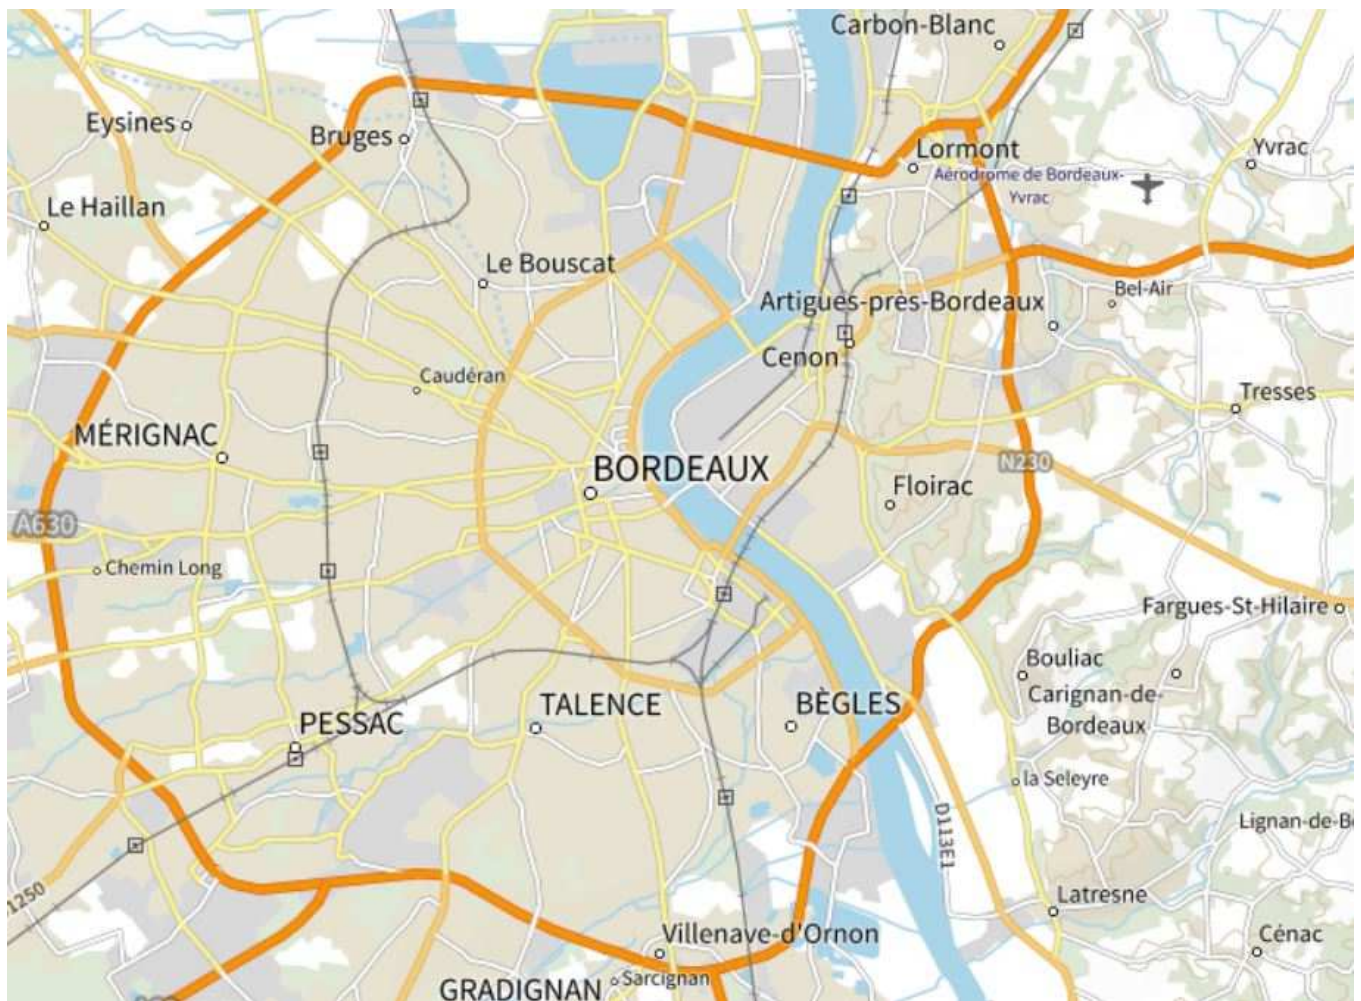 Carbon-Blanc
Eysines
Bruges
Lormont
Yvrac
Aérodrome de Bordeaux-
Yvrac
Le Haillan
Le Bouscat
Bel-Air
Artigues-près-Bordeaux
Cenon
Caudéran
Tresses
MÉRIGNAC
BORDEAUX
N230
Floirac
A630
Chemin Long
Fargues-St-Hilaire
Bouliac
Carignan-de-
Bordeaux
PESSAC
TALENCE
BÈGLES
la Seleyre
D113E1
Lignan-de-B
1250
Latresne
Villenave-d'Ornon
Cénac
Sarcignan
GRADIGNAN